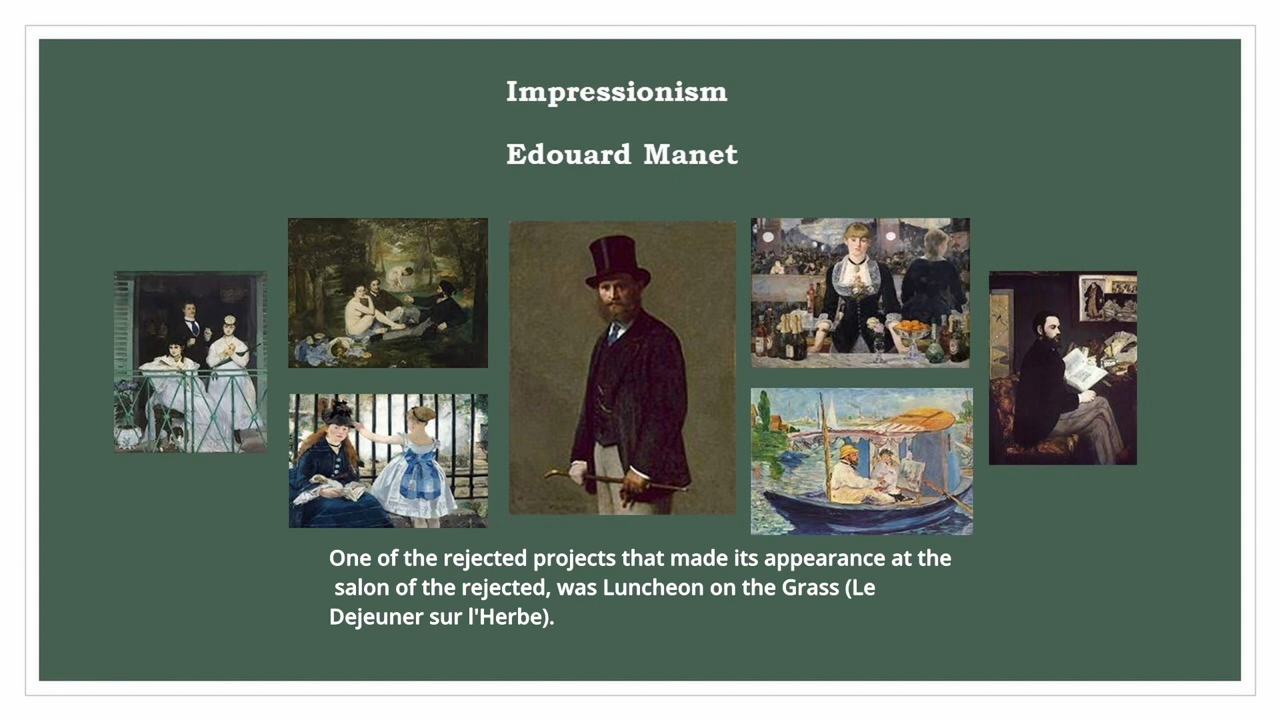 Impressionism
Edouard Manet
One of the rejected projects that made its appearance at the
salon of the rejected, was Luncheon on the Grass (Le
Dejeuner sur l'Herbe).